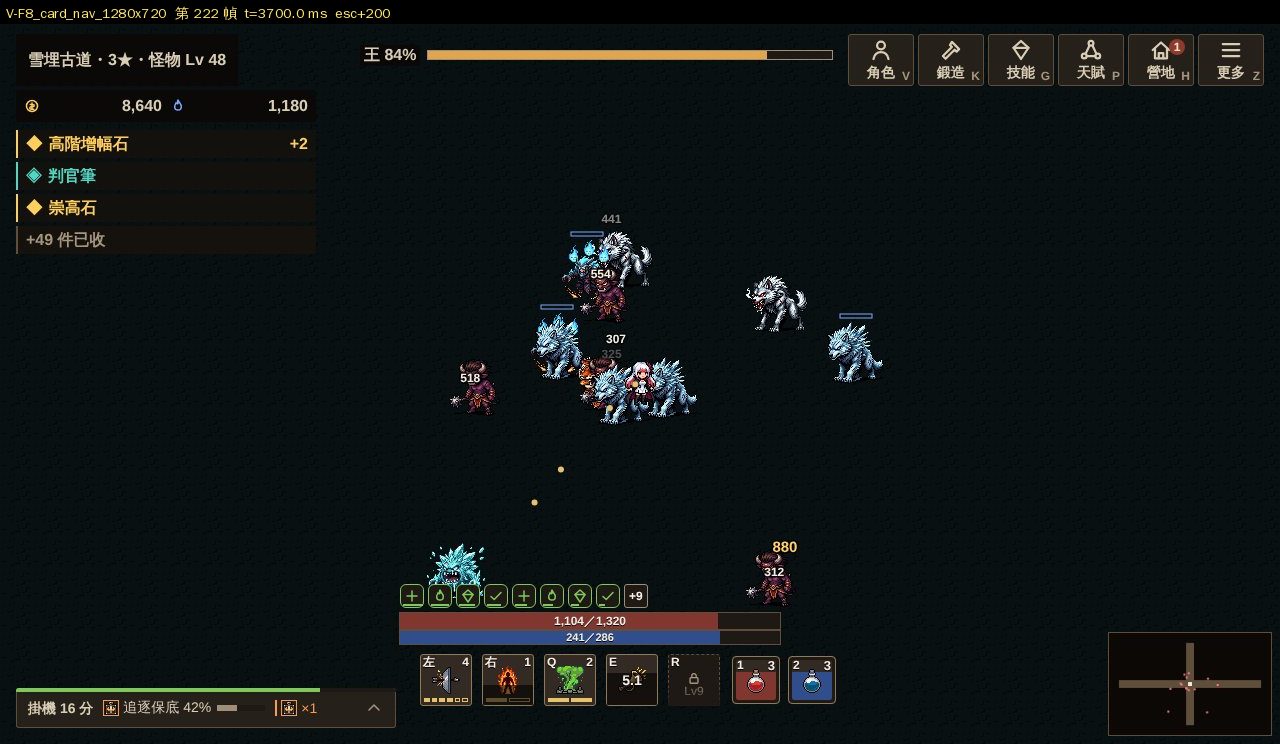 V-F8_card_nav_1280x720 第 222 幀 t=3700.0 ms esc+200
雪埋古道・3★・怪物 Lv 48
王 84%
角色 V
鍛造 K
技能 G
天賦 P
營地 H 1
更多 Z
8,640 1,180
高階增幅石 +2
判官筆
崇高石
+49 件已收
441
554
307
325
518
880
312
+9
1,104／1,320
241／286
左 4
右 1
Q 2
E 5.1
R Lv9
1 3
2 3
掛機 16 分 追逐保底 42% ×1